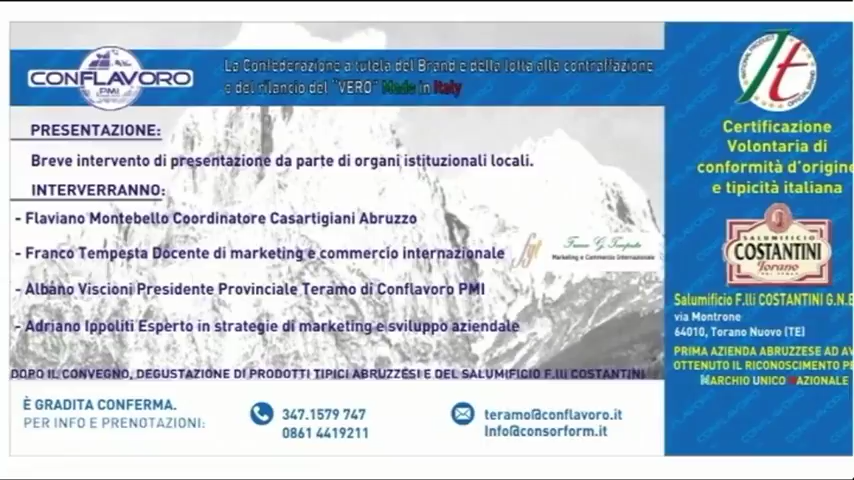 CONFLAVORO
PMI
La Confederazione a tutela del Brand e della lotta alla contraffazione
e del rilancio del "VERO" Made in Italy
PRESENTAZIONE:
Breve intervento di presentazione da parte di organi istituzionali locali.
INTERVERRANNO:
- Flaviano Montebello Coordinatore Casartigiani Abruzzo
- Franco Tempesta Docente di marketing e commercio internazionale
fgt
Franco G. Tempesta
Marketing e Commercio Internazionale
- Albano Viscioni Presidente Provinciale Teramo di Conflavoro PMI
- Adriano Ippoliti Esperto in strategie di marketing e sviluppo aziendale
DOPO IL CONVEGNO, DEGUSTAZIONE DI PRODOTTI TIPICI ABRUZZESI E DEL SALUMIFICIO F.lli COSTANTINI
È GRADITA CONFERMA.
PER INFO E PRENOTAZIONI:
347.1579 747
0861 4419211
teramo@conflavoro.it
Info@consorform.it
It
Certificazione
Volontaria di
conformità d'origine
e tipicità italiana
SALUMIFICIO
COSTANTINI
Torano
Salumificio F.lli COSTANTINI G.N.E
via Montrone
64010, Torano Nuovo (TE)
PRIMA AZIENDA ABRUZZESE AD AV
OTTENUTO IL RICONOSCIMENTO PE
MARCHIO UNICO NAZIONALE